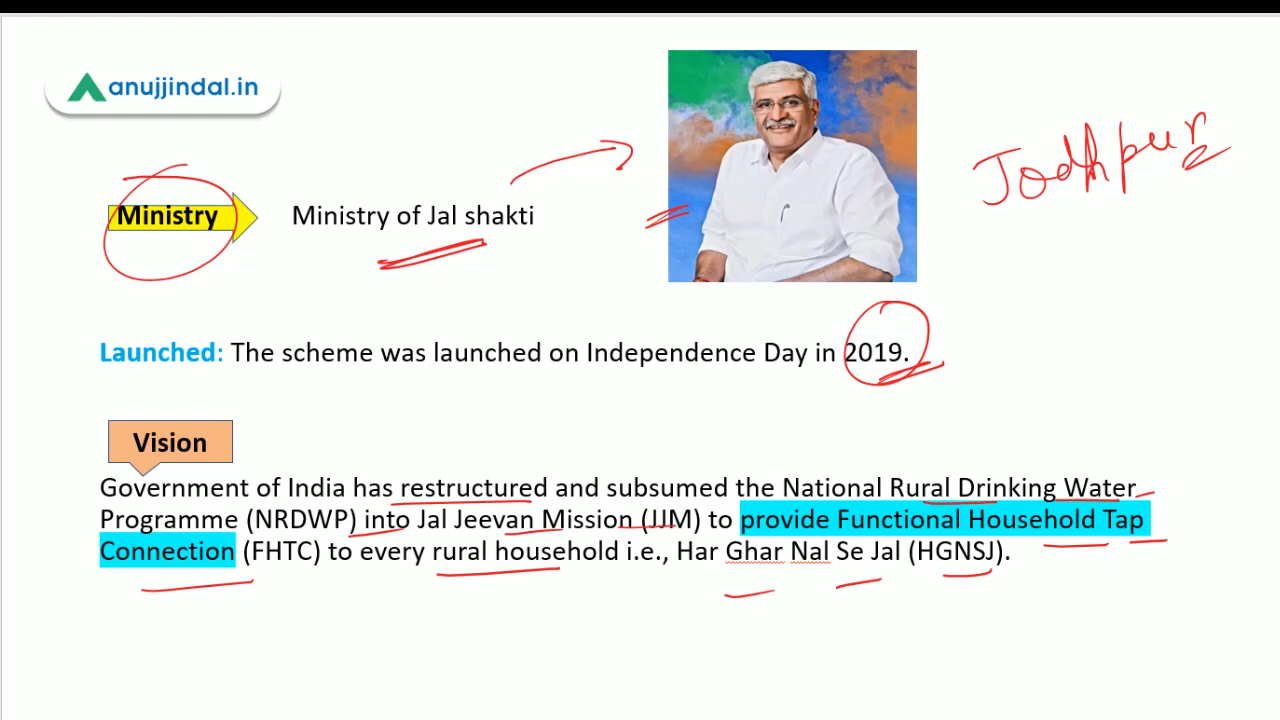 anujjindal.in
Jodhpur
Ministry
Ministry of Jal shakti
Launched: The scheme was launched on Independence Day in 2019.
Vision
Government of India has restructured and subsumed the National Rural Drinking Water
Programme (NRDWP) into Jal Jeevan Mission (JJM) to provide Functional Household Tap
Connection (FHTC) to every rural household i.e., Har Ghar Nal Se Jal (HGNSJ).